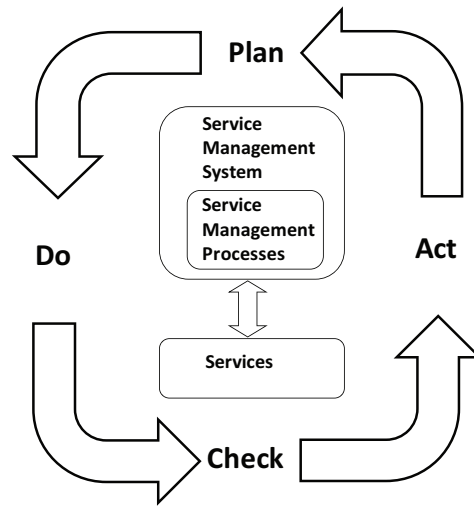 Plan
Service
Management
System
Service
Management
Processes
Do
Act
Services
Check